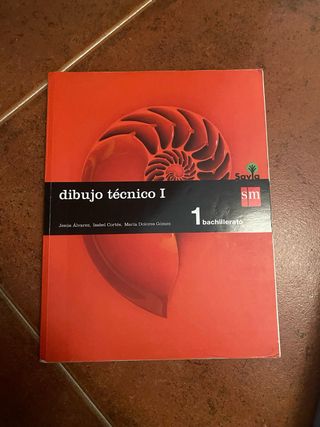 Savia
dibujo técnico I
sm
Jesús Álvarez, Isabel Cortés, María Dolores Gómez
1 bachillerato